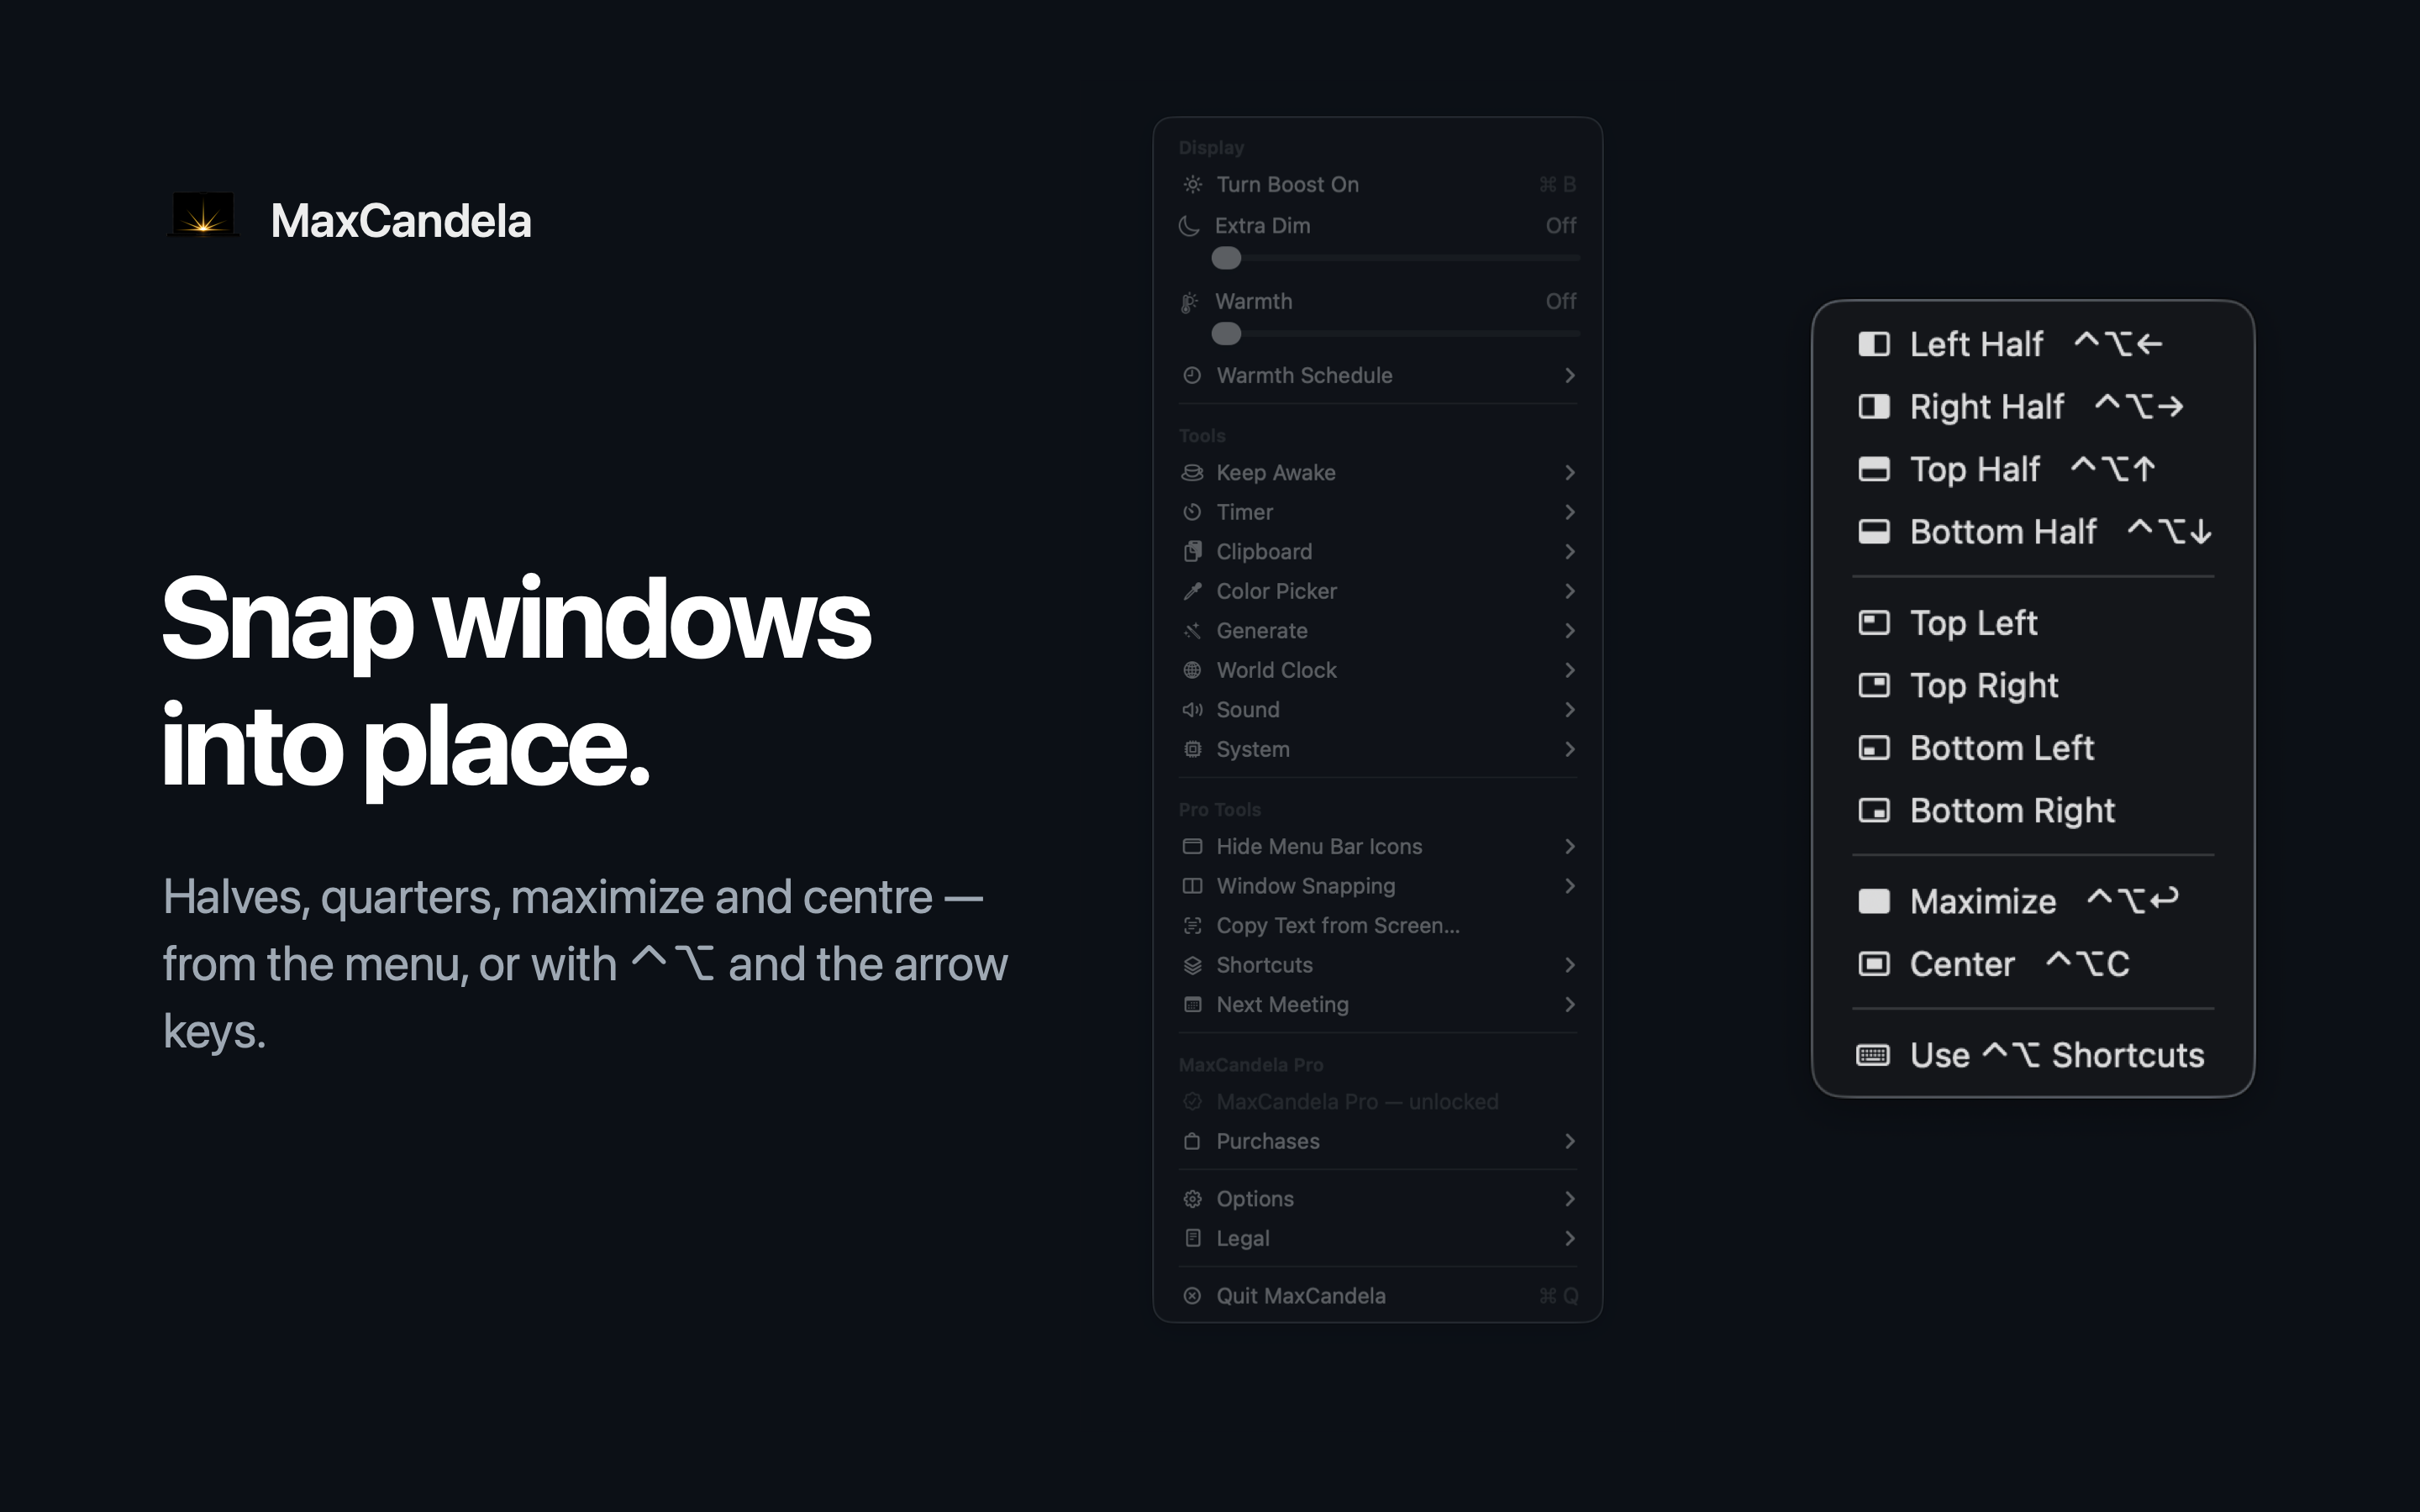 MaxCandela
Snap windows
into place.
Halves, quarters, maximize and centre —
from the menu, or with ⌃⌥ and the arrow
keys.
Display
Turn Boost On ⌘ B
Extra Dim Off
Warmth Off
Warmth Schedule
Tools
Keep Awake
Timer
Clipboard
Color Picker
Generate
World Clock
Sound
System
Pro Tools
Hide Menu Bar Icons
Window Snapping
Copy Text from Screen...
Shortcuts
Next Meeting
MaxCandela Pro
MaxCandela Pro — unlocked
Purchases
Options
Legal
Quit MaxCandela ⌘ Q
Left Half ⌃⌥←
Right Half ⌃⌥→
Top Half ⌃⌥↑
Bottom Half ⌃⌥↓
Top Left
Top Right
Bottom Left
Bottom Right
Maximize ⌃⌥↩
Center ⌃⌥C
Use ⌃⌥ Shortcuts